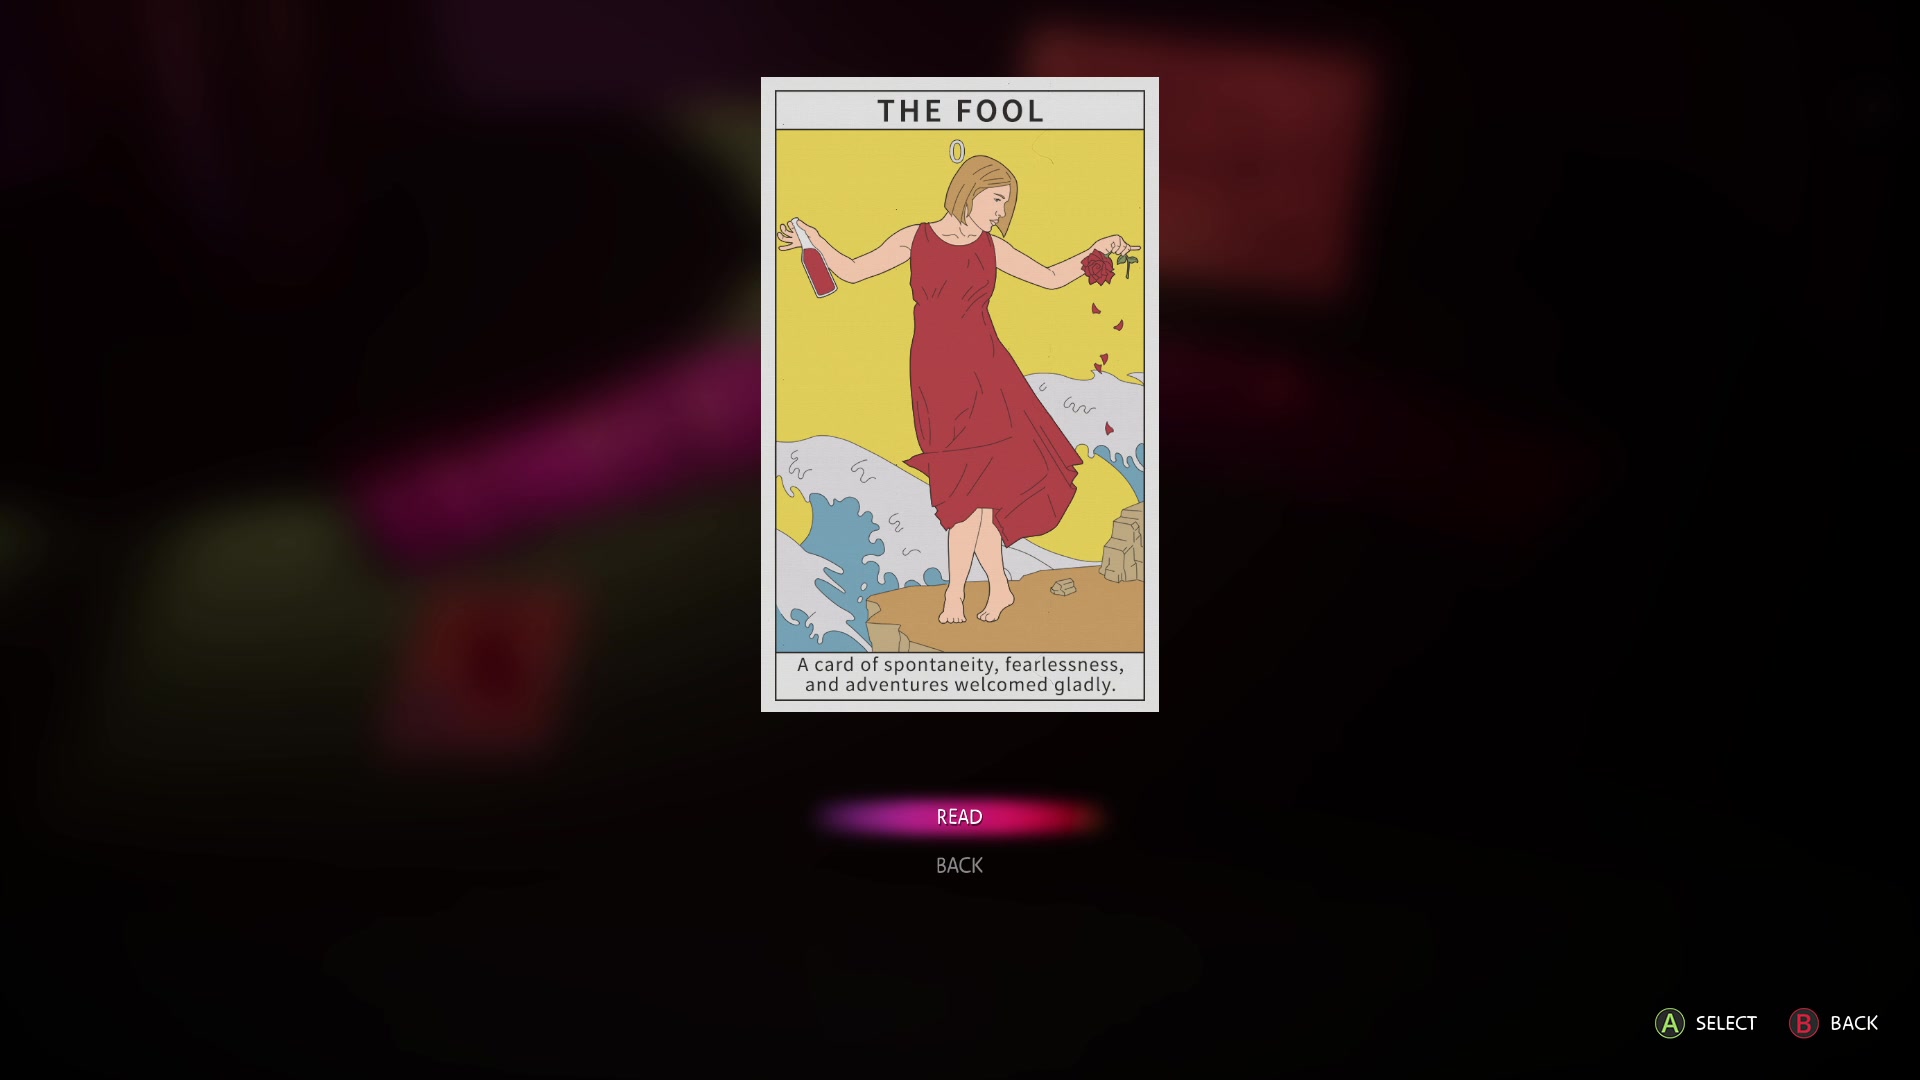 THE FOOL
0
A card of spontaneity, fearlessness,
and adventures welcomed gladly.
READ
BACK
A SELECT B BACK